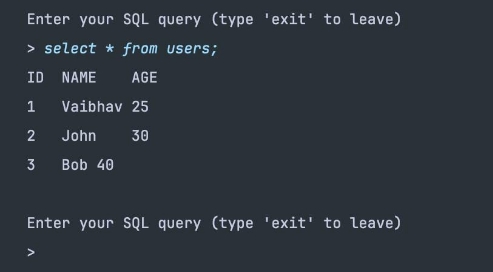 Enter your SQL query (type 'exit' to leave)
> select * from users;
ID  NAME    AGE
1   Vaibhav 25
2   John    30
3   Bob 40
Enter your SQL query (type 'exit' to leave)
>